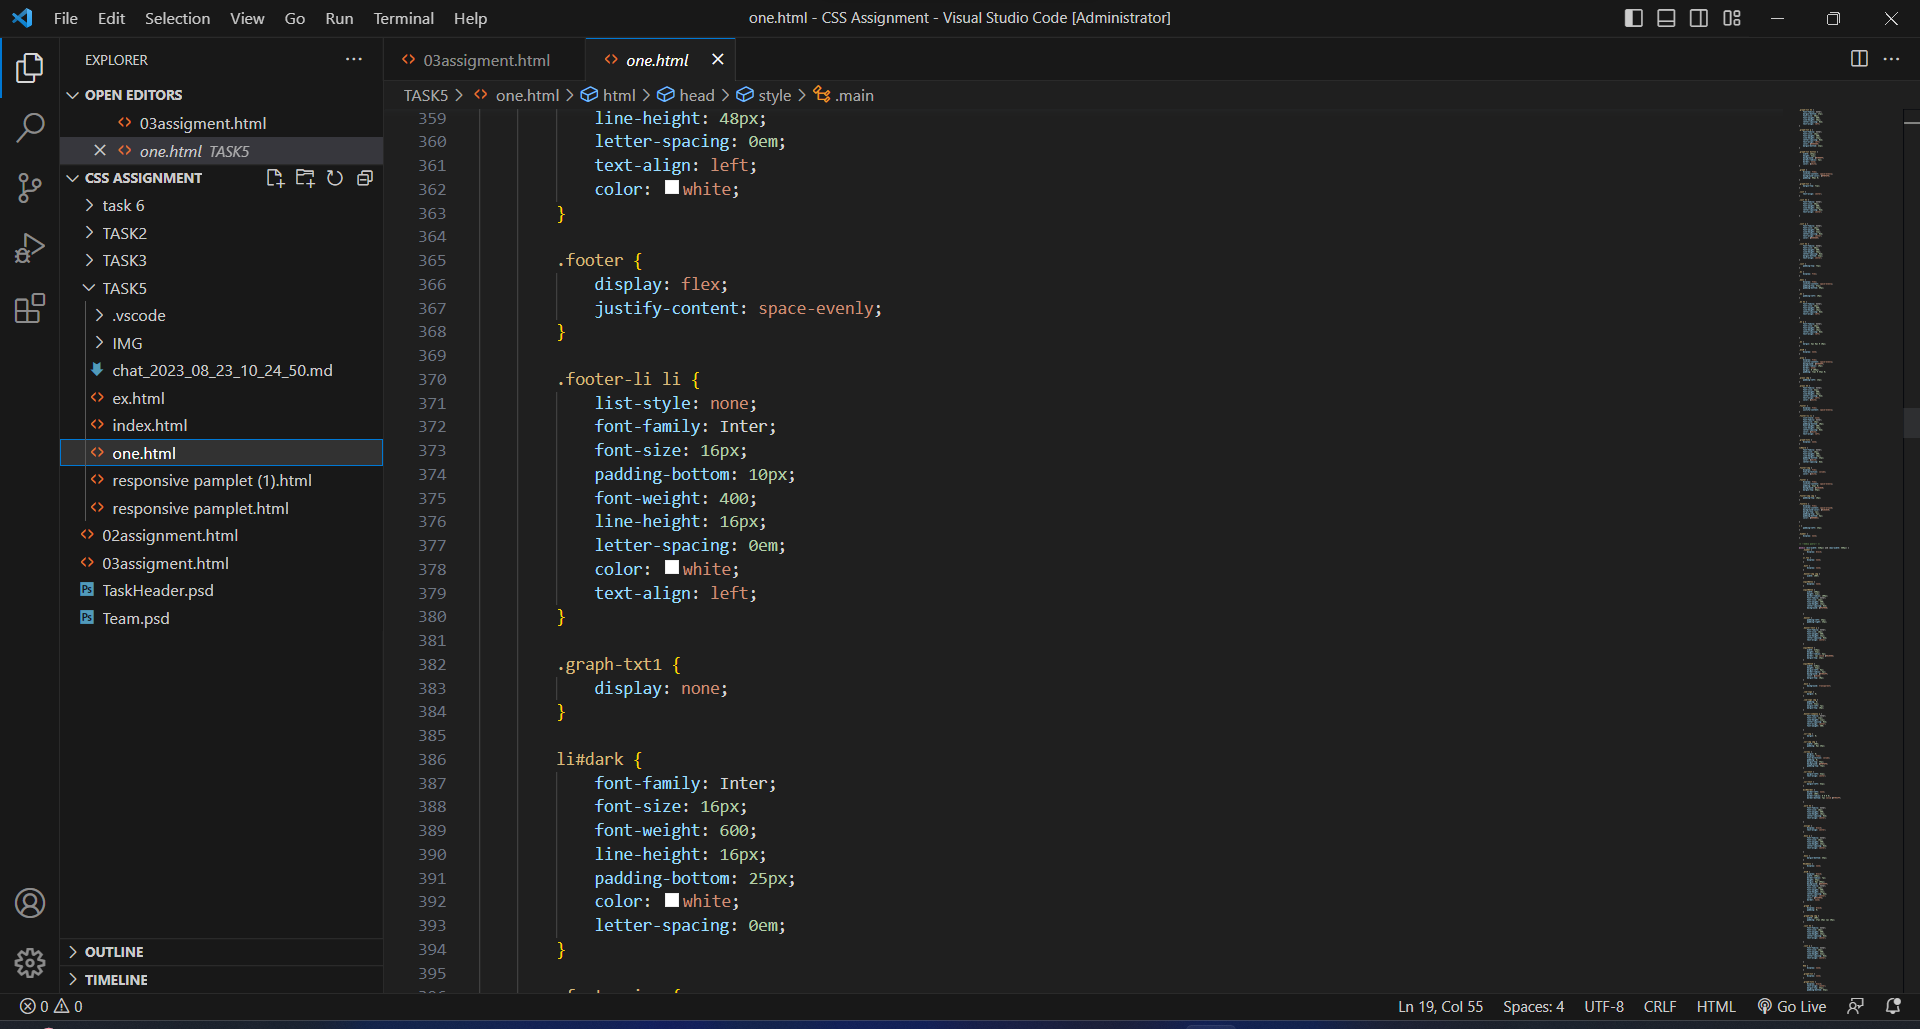 File Edit Selection View Go Run Terminal Help
one.html - CSS Assignment - Visual Studio Code [Administrator]
EXPLORER
OPEN EDITORS
03assigment.html
one.html TASK5
CSS ASSIGNMENT
task 6
TASK2
TASK3
TASK5
.vscode
IMG
chat_2023_08_23_10_24_50.md
ex.html
index.html
one.html
responsive pamplet (1).html
responsive pamplet.html
02assignment.html
03assigment.html
Ps TaskHeader.psd
Ps Team.psd
OUTLINE
TIMELINE
03assigment.html one.html
TASK5 > one.html > html > head > style > .main
359 line-height: 48px;
360 letter-spacing: 0em;
361 text-align: left;
362 color: white;
363 }
364
365 .footer {
366 display: flex;
367 justify-content: space-evenly;
368 }
369
370 .footer-li li {
371 list-style: none;
372 font-family: Inter;
373 font-size: 16px;
374 padding-bottom: 10px;
375 font-weight: 400;
376 line-height: 16px;
377 letter-spacing: 0em;
378 color: white;
379 text-align: left;
380 }
381
382 .graph-txt1 {
383 display: none;
384 }
385
386 li#dark {
387 font-family: Inter;
388 font-size: 16px;
389 font-weight: 600;
390 line-height: 16px;
391 padding-bottom: 25px;
392 color: white;
393 letter-spacing: 0em;
394 }
395
0 0
Ln 19, Col 55 Spaces: 4 UTF-8 CRLF HTML Go Live